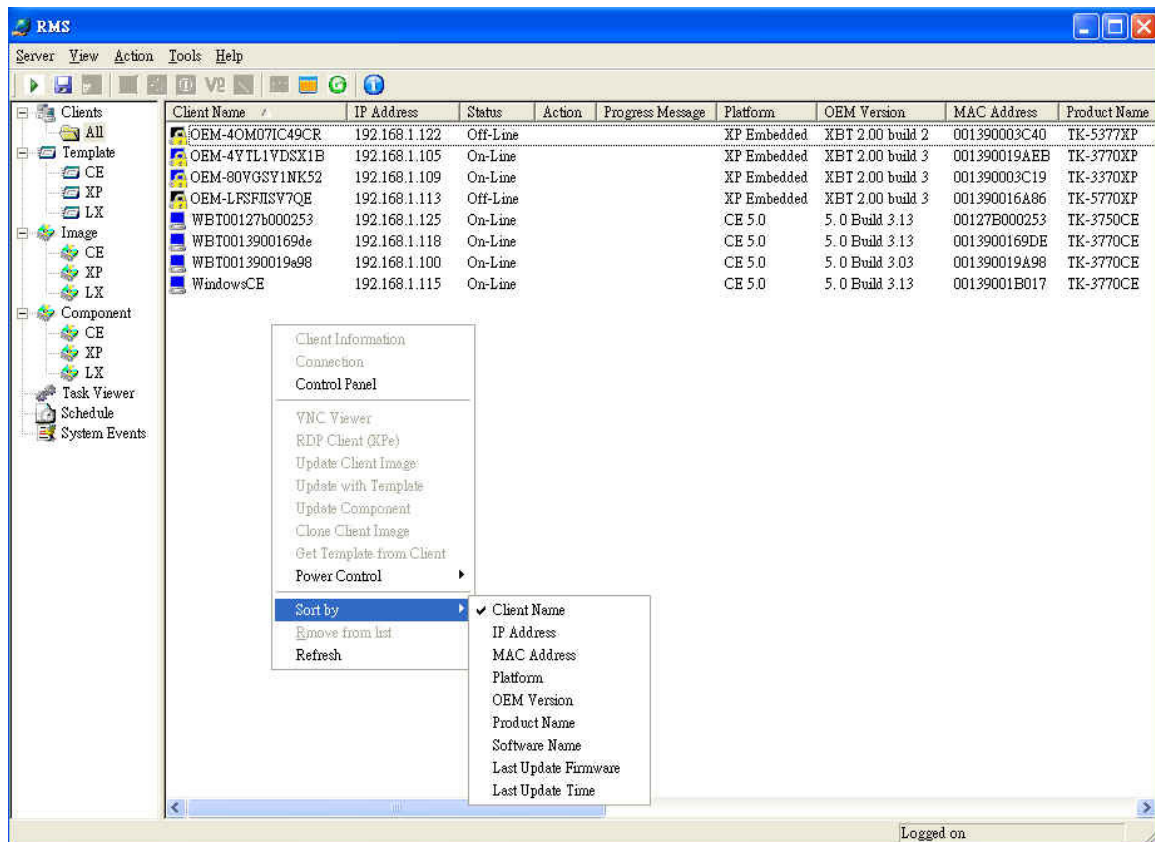 RMS
Server View Action Tools Help
Clients
All
Template
CE
XP
LX
Image
CE
XP
LX
Component
CE
XP
LX
Task Viewer
Schedule
System Events
Client Name IP Address Status Action Progress Message Platform OEM Version MAC Address Product Name
OEM-4OM07IC49CR 192.168.1.122 Off-Line XP Embedded XBT 2.00 build 2 001390003C40 TK-5377XP
OEM-4YTL1VDSX1B 192.168.1.105 On-Line XP Embedded XBT 2.00 build 3 001390019AEB TK-3770XP
OEM-80VGSY1NK52 192.168.1.109 On-Line XP Embedded XBT 2.00 build 3 001390003C19 TK-3370XP
OEM-LFSFJISV7QE 192.168.1.113 Off-Line XP Embedded XBT 2.00 build 3 001390016A86 TK-5770XP
WBT00127b000253 192.168.1.125 On-Line CE 5.0 5. 0 Build 3.13 00127B000253 TK-3750CE
WBT0013900169de 192.168.1.118 On-Line CE 5.0 5. 0 Build 3.13 0013900169DE TK-3770CE
WBT001390019a98 192.168.1.100 On-Line CE 5.0 5. 0 Build 3.03 001390019A98 TK-3770CE
WindowsCE 192.168.1.115 On-Line CE 5.0 5. 0 Build 3.13 00139001B017 TK-3770CE
Client Information
Connection
Control Panel
VNC Viewer
RDP Client (XPe)
Update Client Image
Update with Template
Update Component
Clone Client Image
Get Template from Client
Power Control
Sort by
Rmove from list
Refresh
Client Name
IP Address
MAC Address
Platform
OEM Version
Product Name
Software Name
Last Update Firmware
Last Update Time
Logged on